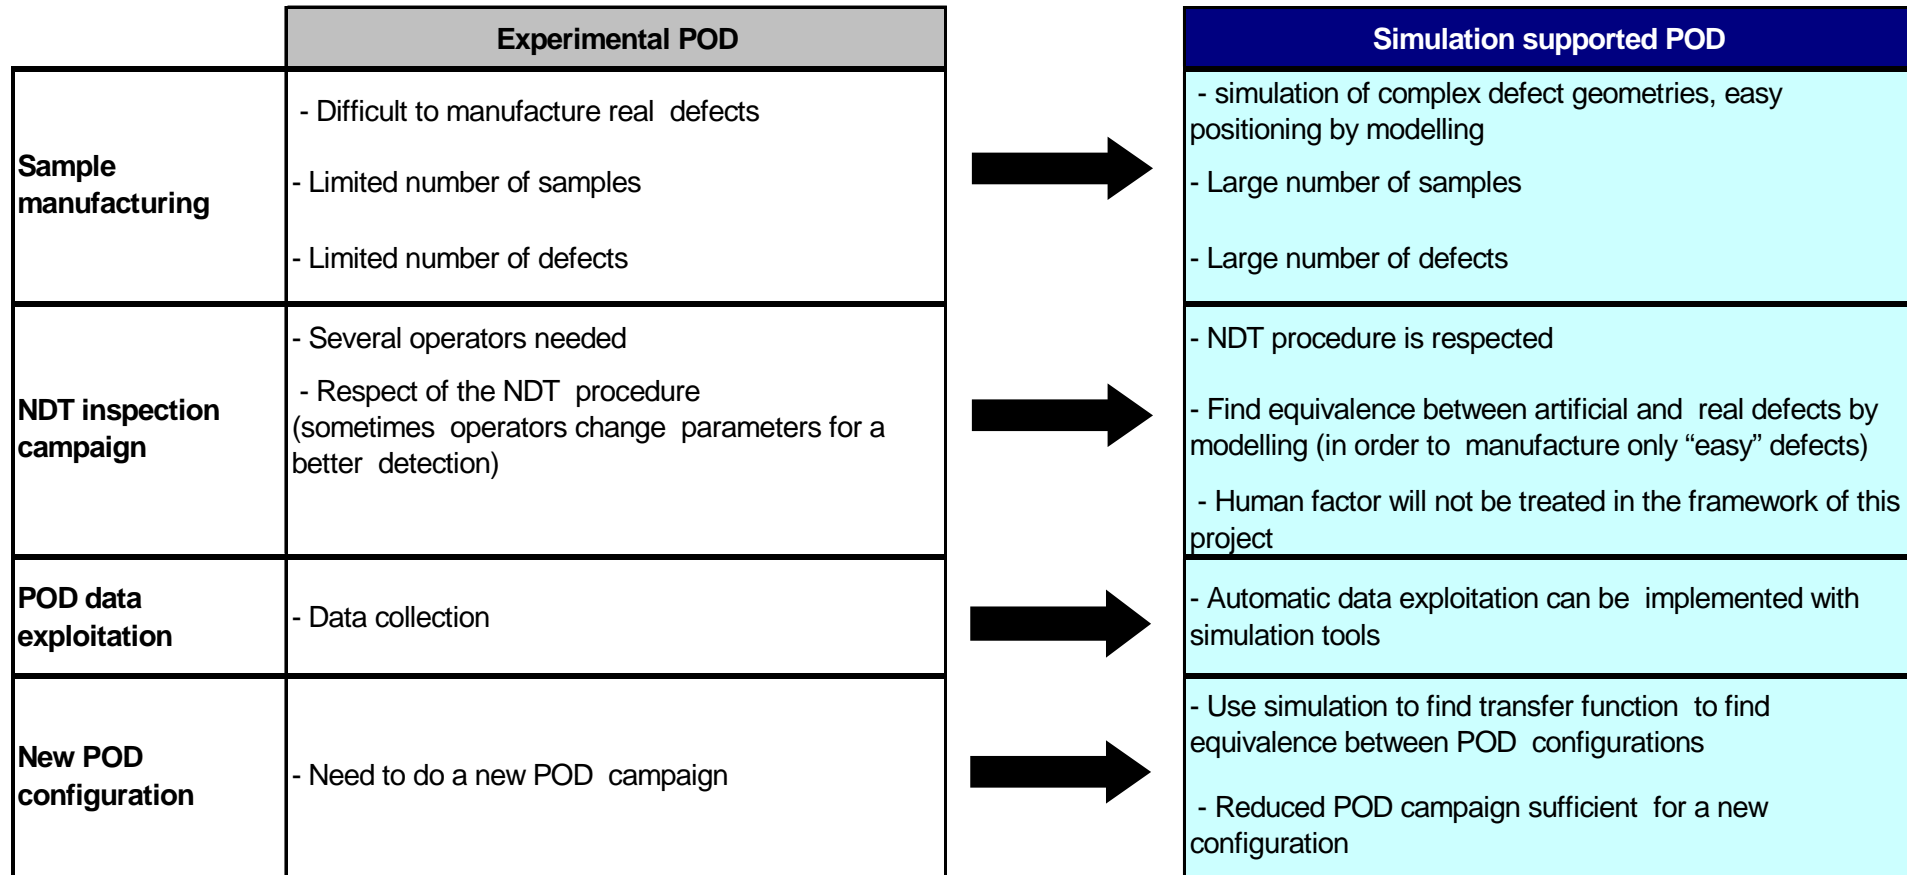 Experimental POD
Simulation supported POD
Sample
manufacturing
- Difficult to manufacture real defects
- Limited number of samples
- Limited number of defects
- simulation of complex defect geometries, easy
positioning by modelling
- Large number of samples
- Large number of defects
NDT inspection
campaign
- Several operators needed
- Respect of the NDT procedure
(sometimes operators change parameters for a
better detection)
- NDT procedure is respected
- Find equivalence between artificial and real defects by
modelling (in order to manufacture only “easy” defects)
- Human factor will not be treated in the framework of this
project
POD data
exploitation
- Data collection
- Automatic data exploitation can be implemented with
simulation tools
New POD
configuration
- Need to do a new POD campaign
- Use simulation to find transfer function to find
equivalence between POD configurations
- Reduced POD campaign sufficient for a new
configuration